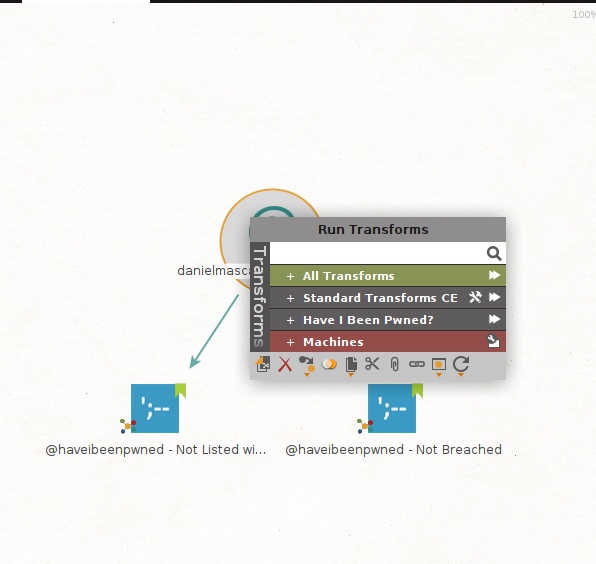 100%
Run Transforms
Transforms
+ All Transforms
+ Standard Transforms CE
+ Have I Been Pwned?
+ Machines
danielmasc
';--
';--
@haveibeenpwned - Not Listed wi...
@haveibeenpwned - Not Breached